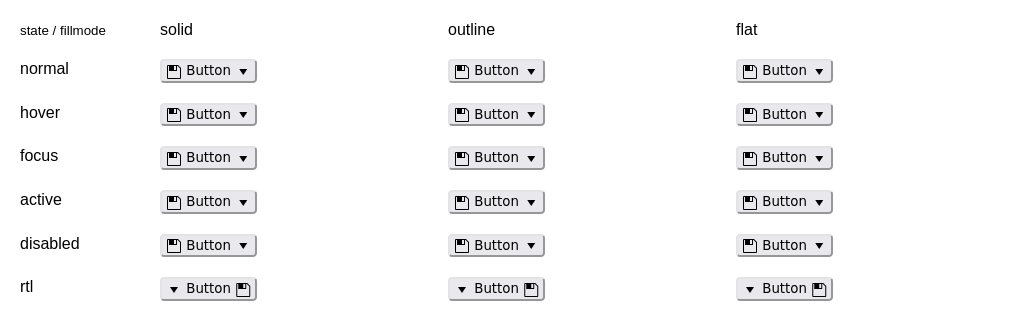 state / fillmode solid outline flat
normal Button Button Button
hover Button Button Button
focus Button Button Button
active Button Button Button
disabled Button Button Button
rtl Button Button Button